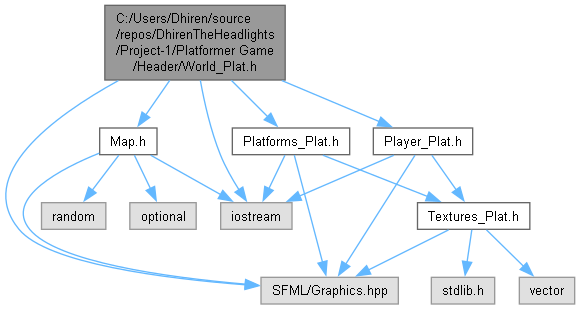 C:/Users/Dhiren/source
/repos/DhirenTheHeadlights
/Project-1/Platformer Game
/Header/World_Plat.h
Map.h
Platforms_Plat.h
Player_Plat.h
random
optional
iostream
Textures_Plat.h
SFML/Graphics.hpp
stdlib.h
vector